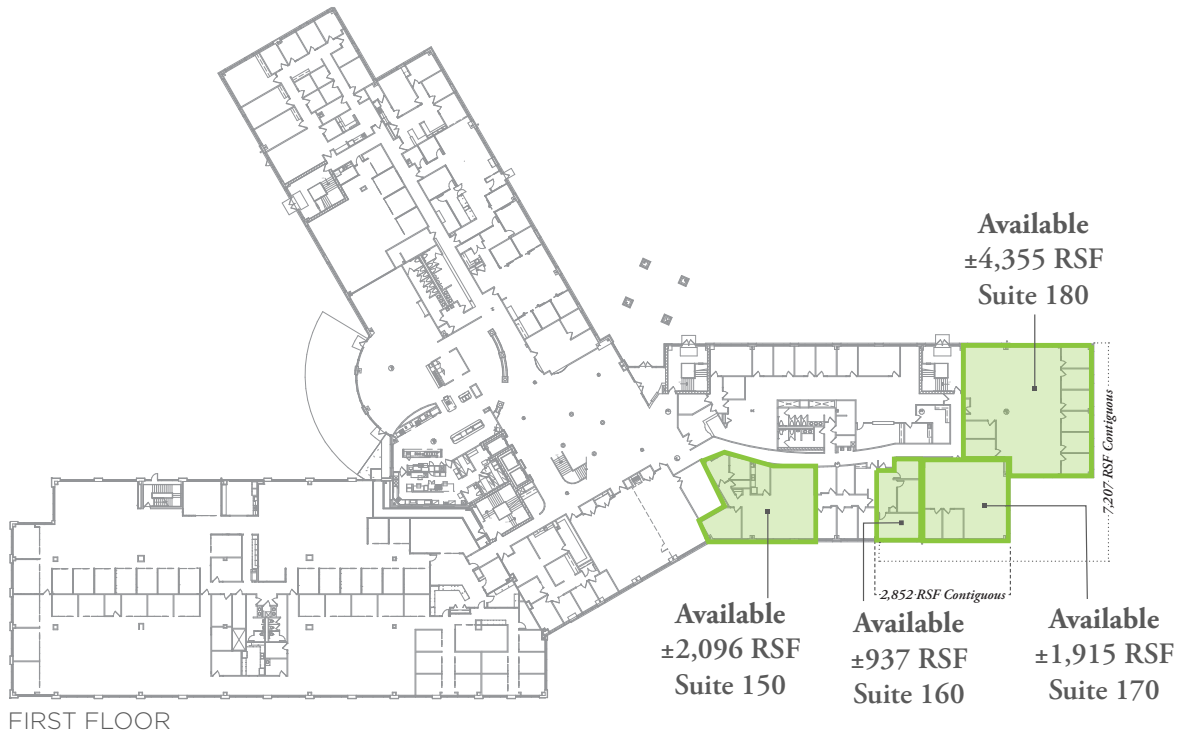 Available
±4,355 RSF
Suite 180
7,207 RSF Contiguous
2,852 RSF Contiguous
Available
±2,096 RSF
Suite 150
Available
±937 RSF
Suite 160
Available
±1,915 RSF
Suite 170
FIRST FLOOR